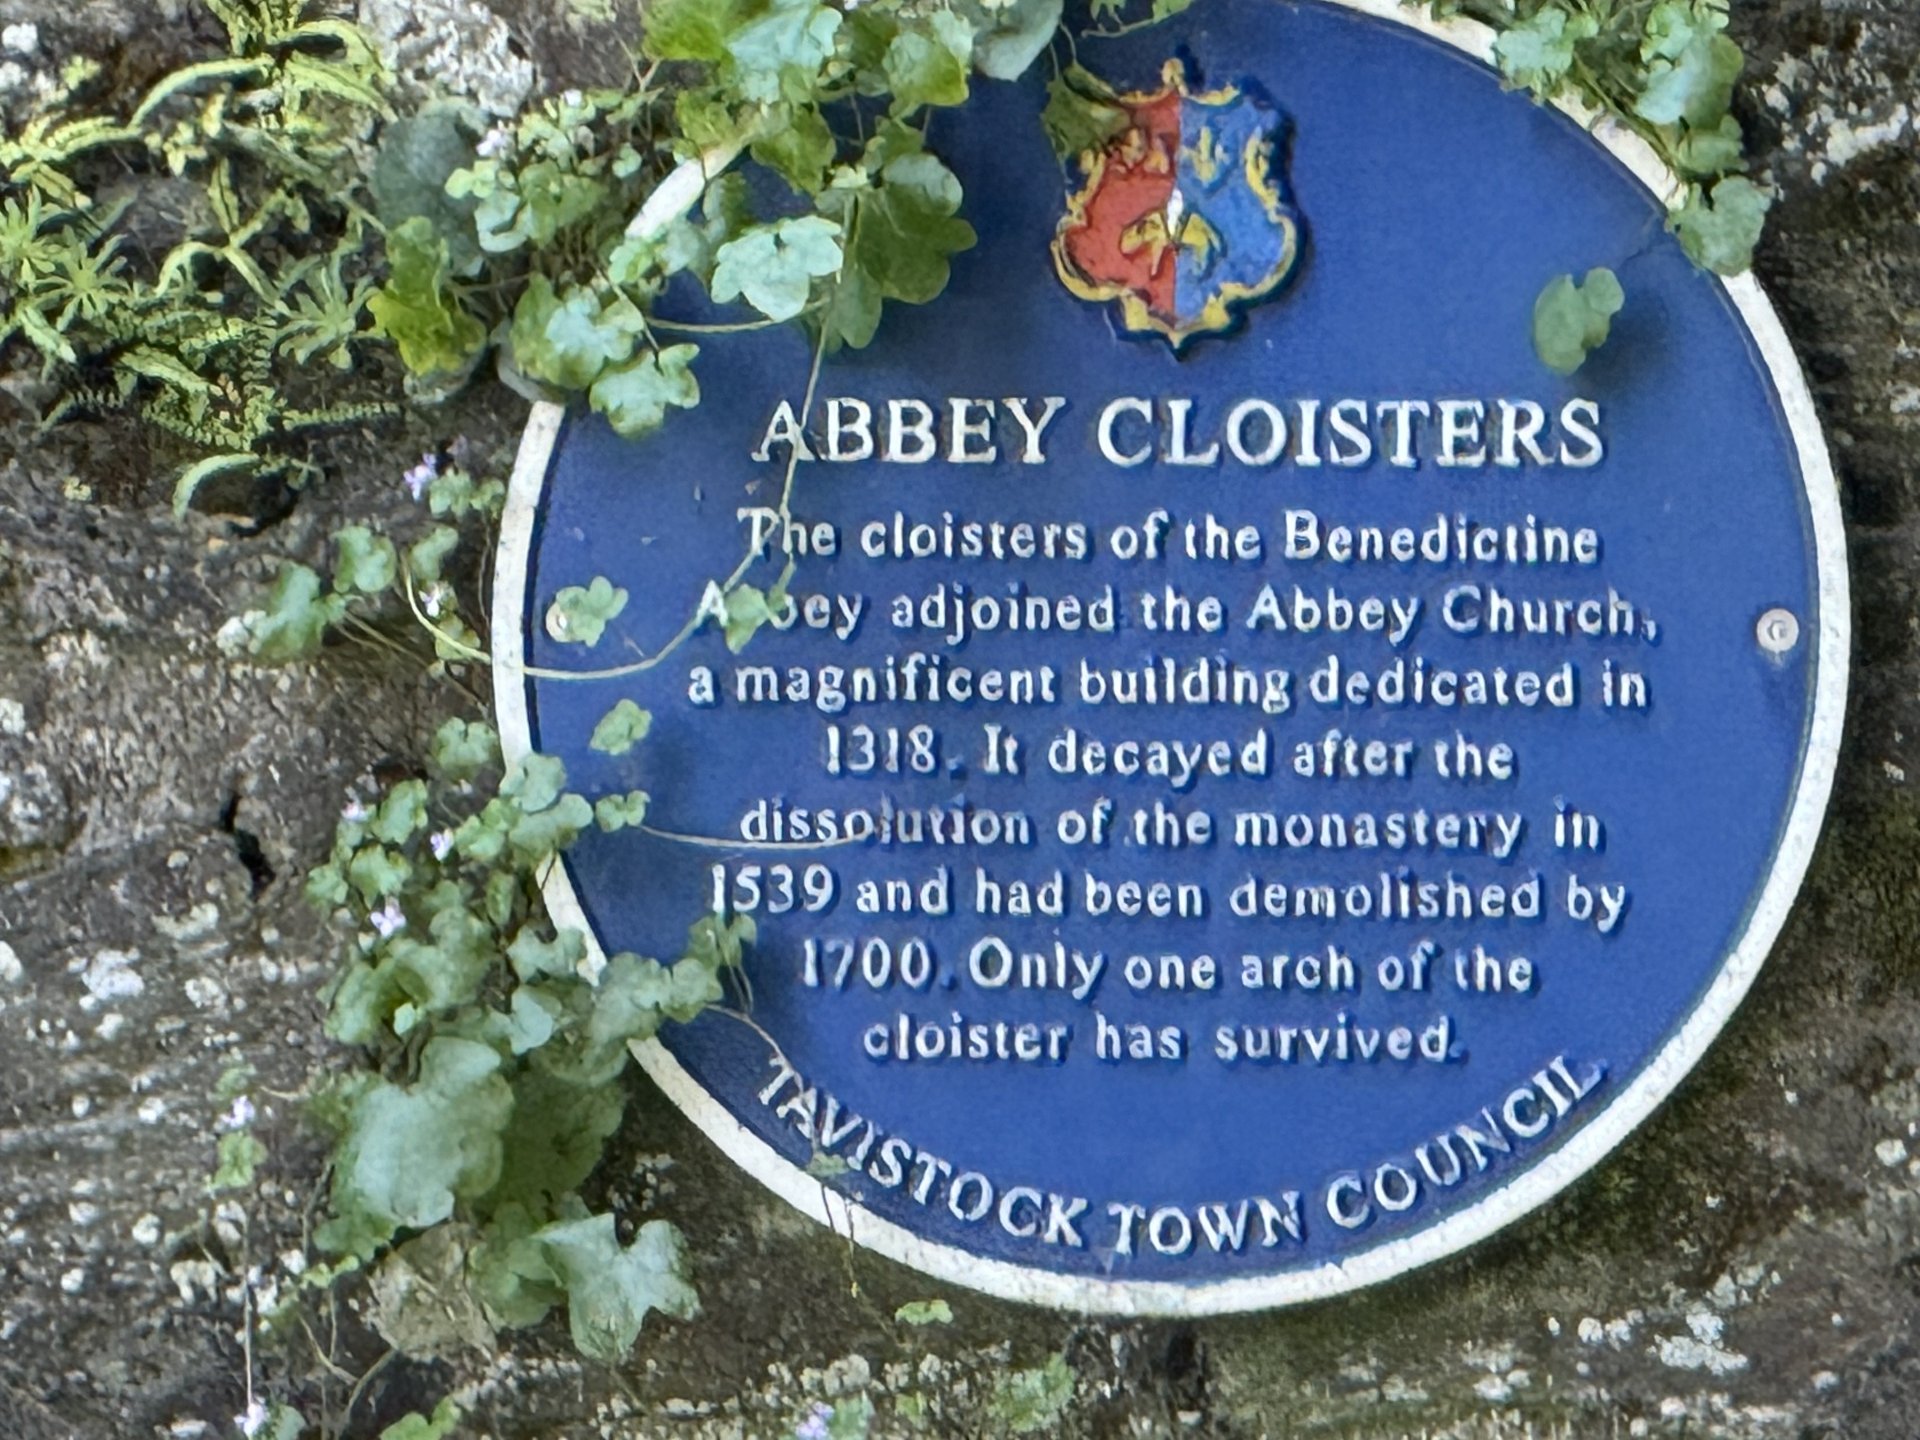 ABBEY CLOISTERS
The cloisters of the Benedictine
Abbey adjoined the Abbey Church,
a magnificent building dedicated in
1318. It decayed after the
dissolution of the monastery in
1539 and had been demolished by
1700. Only one arch of the
cloister has survived.
TAVISTOCK TOWN COUNCIL